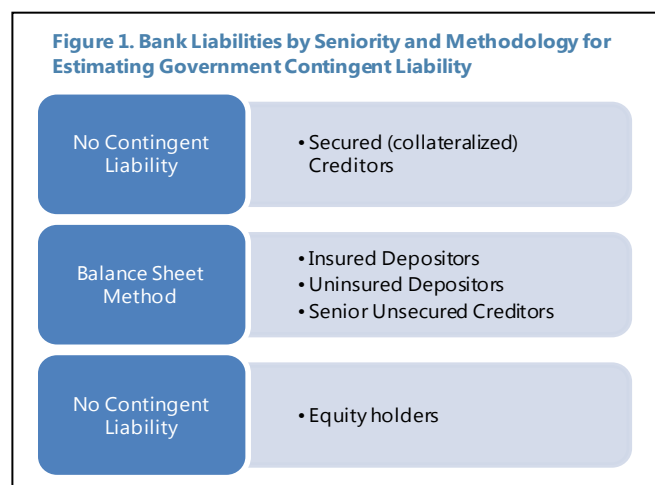 Figure 1. Bank Liabilities by Seniority and Methodology for
Estimating Government Contingent Liability
No Contingent
Liability
• Secured (collateralized)
Creditors
Balance Sheet
Method
• Insured Depositors
• Uninsured Depositors
• Senior Unsecured Creditors
No Contingent
Liability
• Equity holders